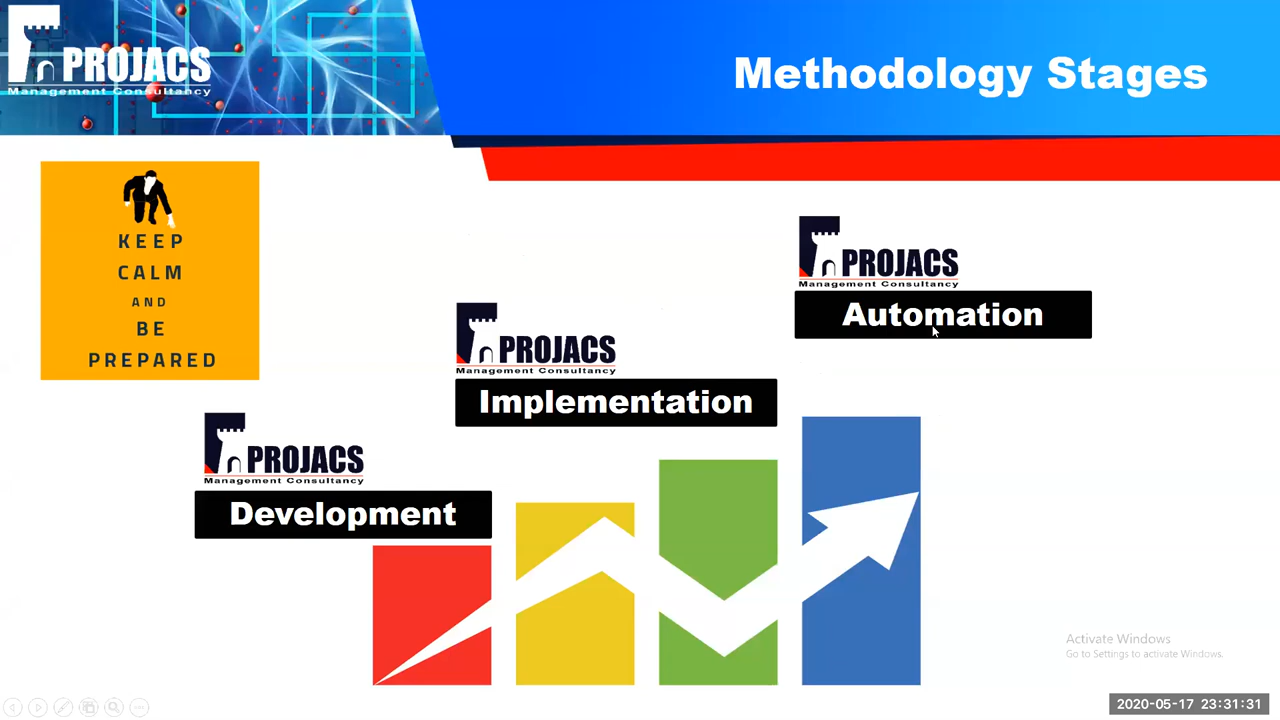 PROJACS
Management Consultancy
Methodology Stages
KEEP
CALM
AND
BE
PREPARED
PROJACS
Management Consultancy
Automation
PROJACS
Management Consultancy
Implementation
PROJACS
Management Consultancy
Development
Activate Windows
Go to Settings to activate Windows.
2020-05-17 23:31:31